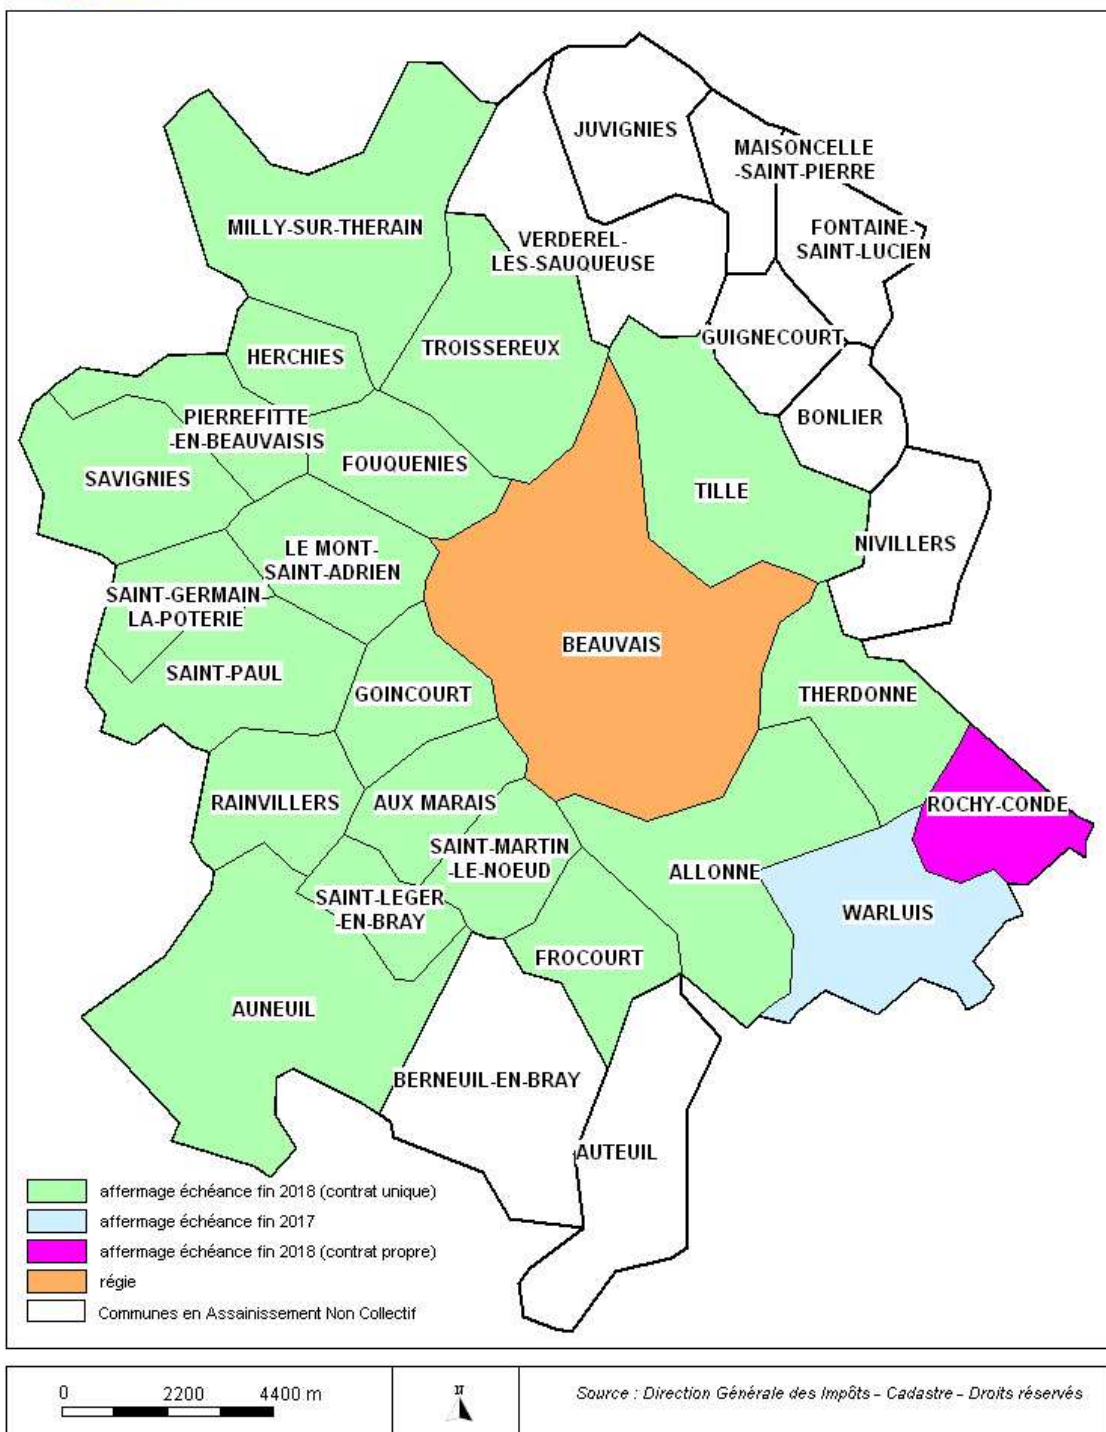 JUVIGNIES
MAISONCELLE
-SAINT-PIERRE
MILLY-SUR-THERAIN
FONTAINE-
SAINT-LUCIEN
VERDEREL-
LES-SAUQUEUSE
GUIGNECOURT
TROISSEREUX
HERCHIES
BONLIER
PIERREFITTE
-EN-BEAUVAISIS
FOUQUENIES
SAVIGNIES
TILLE
NIVILLERS
LE MONT-
SAINT-ADRIEN
SAINT-GERMAIN-
LA-POTERIE
BEAUVAIS
SAINT-PAUL
GOINCOURT
THERDONNE
RAINVILLERS
AUX MARAIS
ROCHY-CONDE
SAINT-MARTIN
-LE-NOEUD
ALLONNE
SAINT-LEGER
-EN-BRAY
WARLUIS
FROCOURT
AUNEUIL
BERNEUIL-EN-BRAY
AUTEUIL
affermage échéance fin 2018 (contrat unique)
affermage échéance fin 2017
affermage échéance fin 2018 (contrat propre)
régie
Communes en Assainissement Non Collectif
0 2200 4400 m
Source : Direction Générale des Impôts - Cadastre - Droits réservés